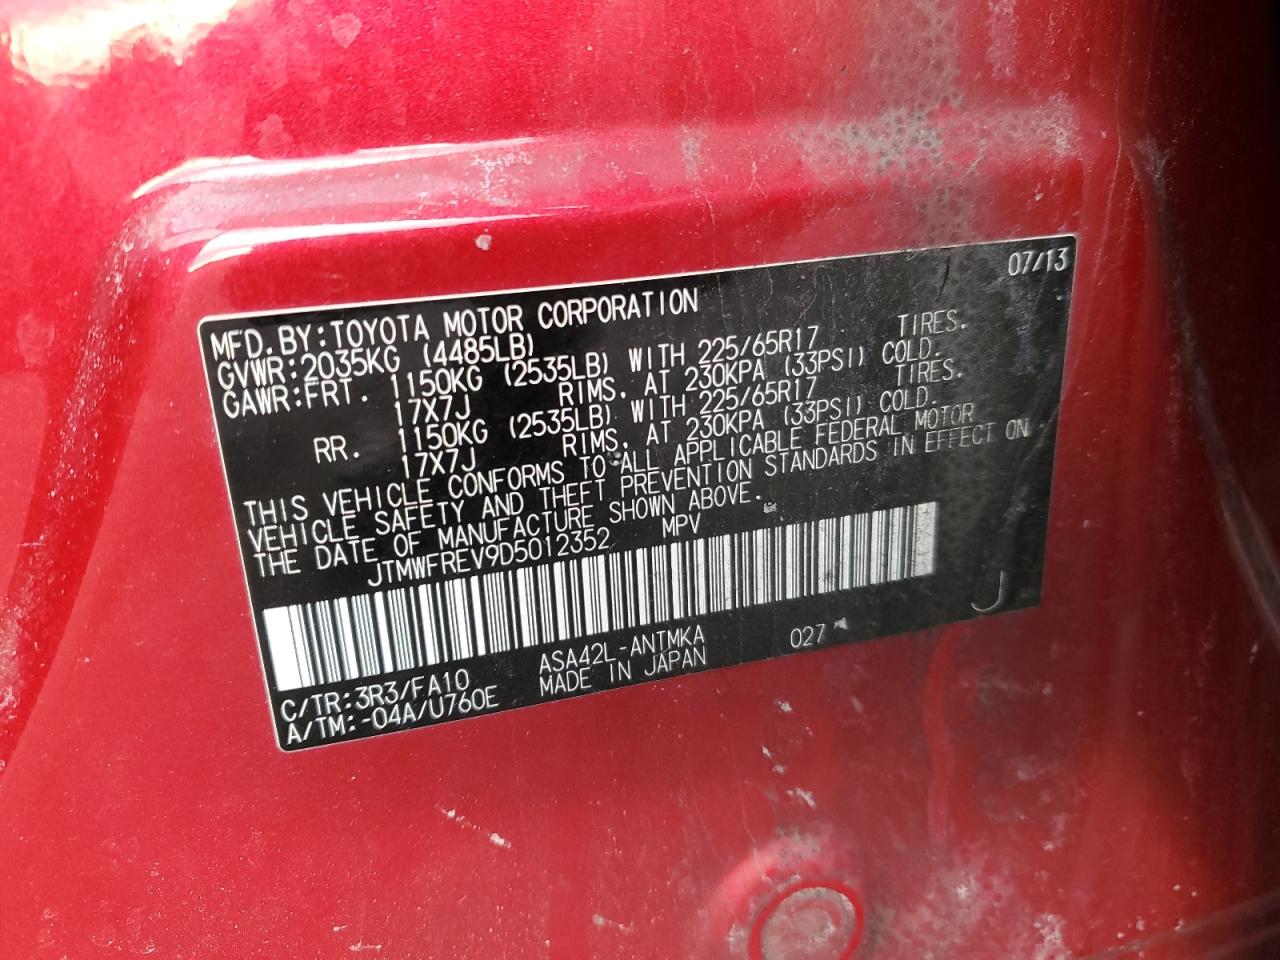 07/13
MFD. BY: TOYOTA MOTOR CORPORATION
GVWR: 2035KG (4485LB)
GAWR: FRT. 1150KG (2535LB) WITH 225/65R17 TIRES.
17X7J RIMS, AT 230KPA (33PSI) COLD.
RR. 1150KG (2535LB) WITH 225/65R17 TIRES.
17X7J RIMS, AT 230KPA (33PSI) COLD.
THIS VEHICLE CONFORMS TO ALL APPLICABLE FEDERAL MOTOR
VEHICLE SAFETY AND THEFT PREVENTION STANDARDS IN EFFECT ON
THE DATE OF MANUFACTURE SHOWN ABOVE.
JTMWFREV9D5012352 MPV
C/TR: 3R3/FA10 ASA42L-ANTMKA 027 J
A/TM: -04A/U760E MADE IN JAPAN